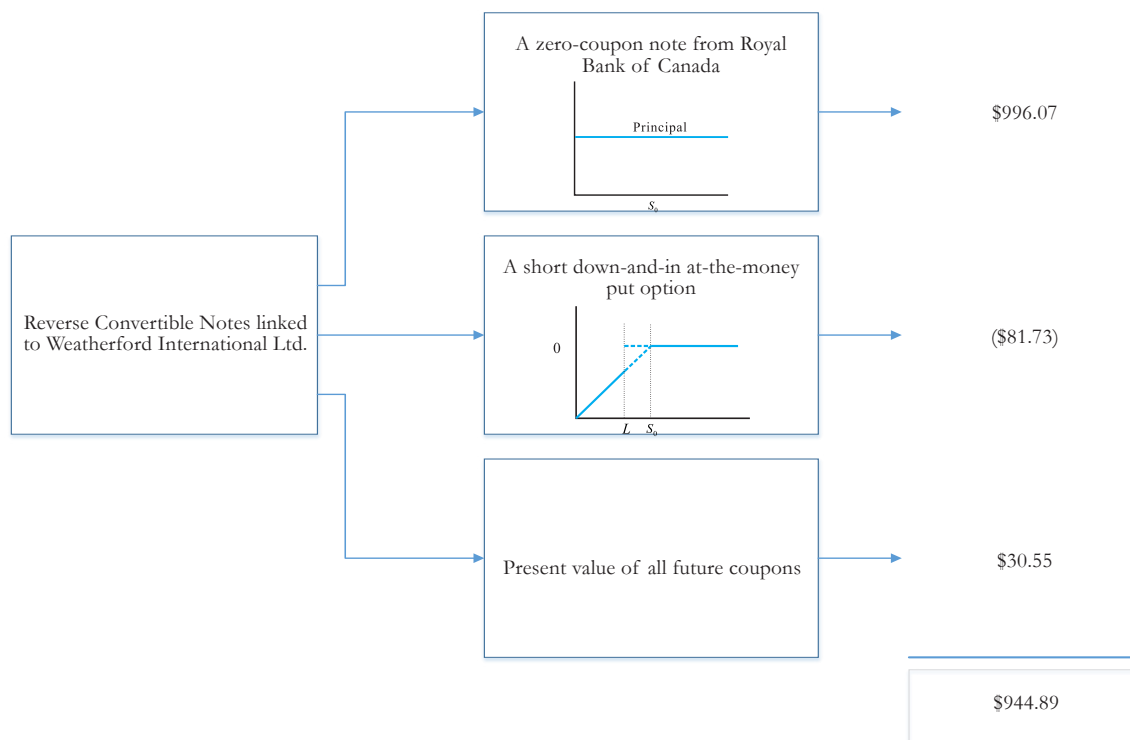 A zero-coupon note from Royal
Bank of Canada
Principal
S₀
$996.07
Reverse Convertible Notes linked
to Weatherford International Ltd.
A short down-and-in at-the-money
put option
0
L S₀
($81.73)
Present value of all future coupons
$30.55
$944.89